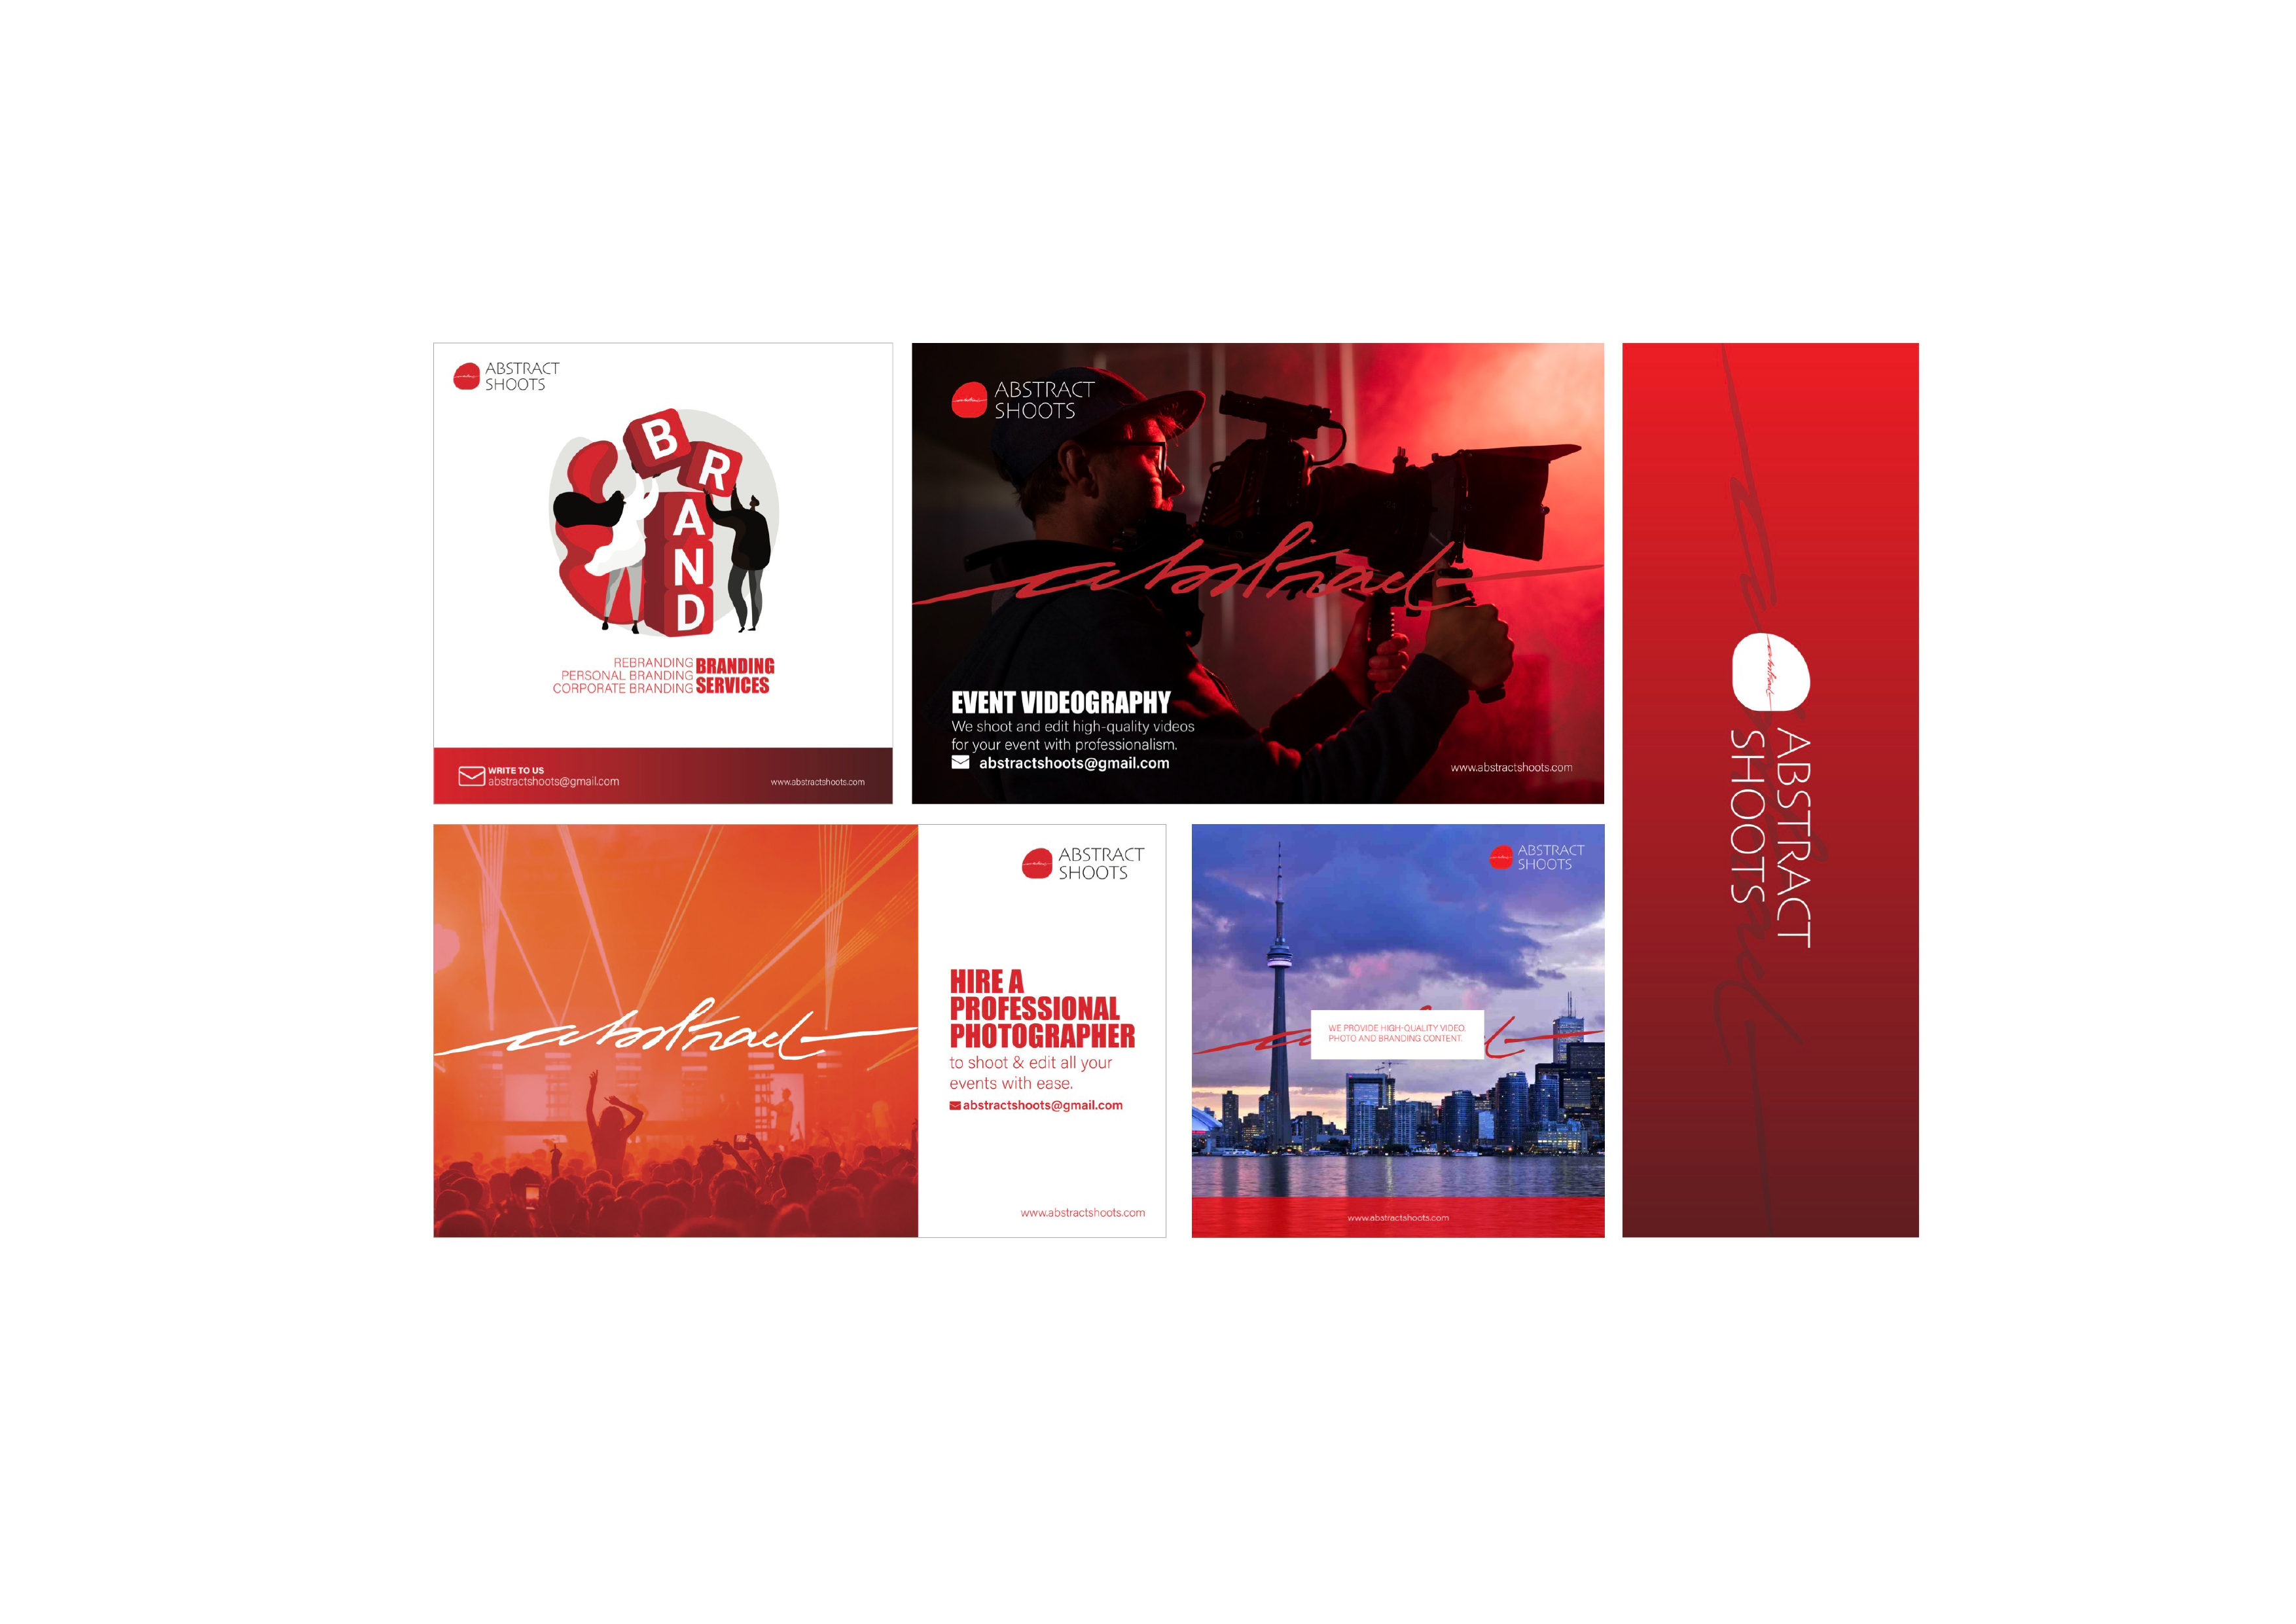 ABSTRACT
SHOOTS
B
R
A
N
D
REBRANDING
PERSONAL BRANDING
CORPORATE BRANDING
BRANDING
SERVICES
WRITE TO US
abstractshoots@gmail.com
www.abstractshoots.com
ABSTRACT
SHOOTS
abstract
EVENT VIDEOGRAPHY
We shoot and edit high-quality videos
for your event with professionalism.
abstractshoots@gmail.com
www.abstractshoots.com
ABSTRACT
SHOOTS
abstract
ABSTRACT
SHOOTS
HIRE A
PROFESSIONAL
PHOTOGRAPHER
to shoot & edit all your
events with ease.
abstractshoots@gmail.com
www.abstractshoots.com
ABSTRACT
SHOOTS
WE PROVIDE HIGH-QUALITY VIDEO,
PHOTO AND BRANDING CONTENT.
www.abstractshoots.com